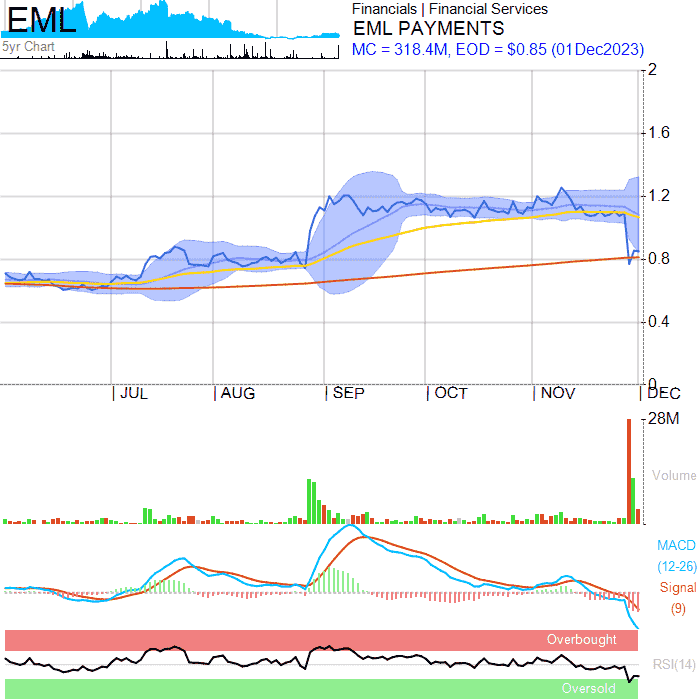 EML
5yr Chart
Financials | Financial Services
EML PAYMENTS
MC = 318.4M, EOD = $0.85 (01Dec2023)
2
1.6
1.2
0.8
0.4
0
JUL AUG SEP OCT NOV DEC
28M
Volume
MACD
(12-26)
Signal
(9)
Overbought
RSI(14)
Oversold